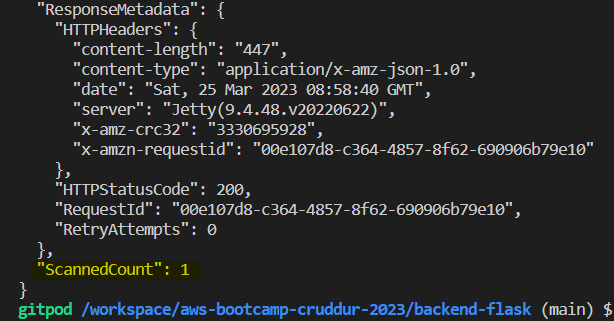 "ResponseMetadata": {
"HTTPHeaders": {
"content-length": "447",
"content-type": "application/x-amz-json-1.0",
"date": "Sat, 25 Mar 2023 08:58:40 GMT",
"server": "Jetty(9.4.48.v20220622)",
"x-amz-crc32": "3330695928",
"x-amzn-requestid": "00e107d8-c364-4857-8f62-690906b79e10"
},
"HTTPStatusCode": 200,
"RequestId": "00e107d8-c364-4857-8f62-690906b79e10",
"RetryAttempts": 0
},
"ScannedCount": 1
}
gitpod /workspace/aws-bootcamp-cruddur-2023/backend-flask (main) $